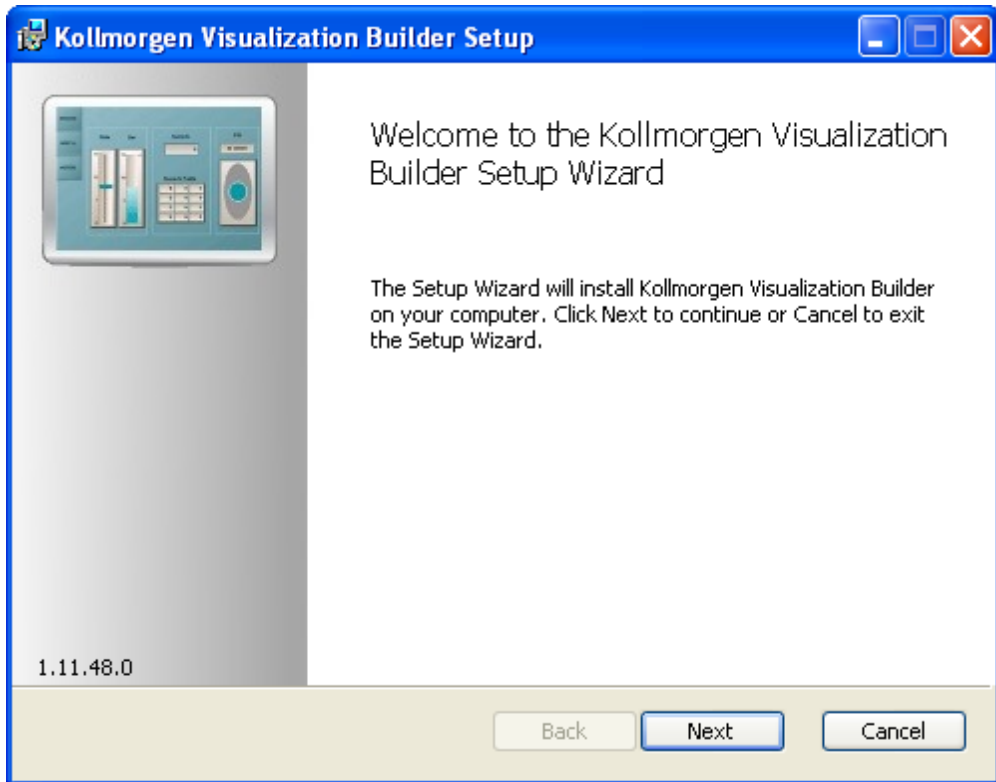 Kollmorgen Visualization Builder Setup
Welcome to the Kollmorgen Visualization
Builder Setup Wizard
The Setup Wizard will install Kollmorgen Visualization Builder
on your computer. Click Next to continue or Cancel to exit
the Setup Wizard.
1.11.48.0
Back
Next
Cancel